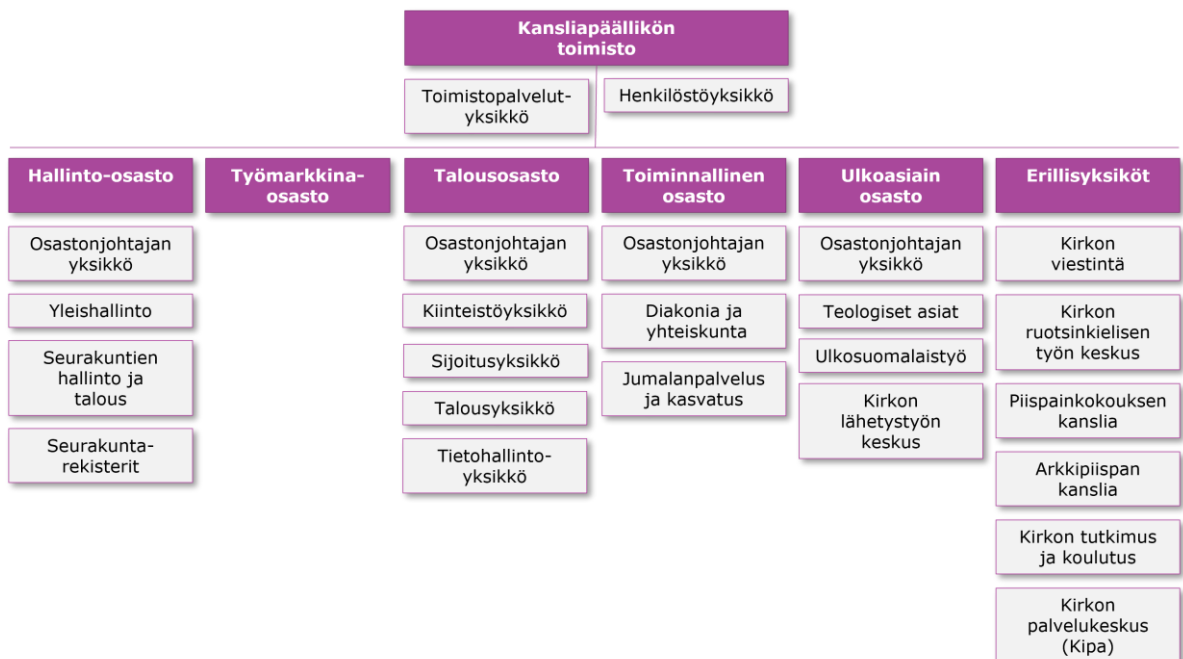 Kansliapäällikön
toimisto
Toimistopalvelut-
yksikkö
Henkilöstöyksikkö
Hallinto-osasto
Osastonjohtajan
yksikkö
Yleishallinto
Seurakuntien
hallinto ja
talous
Seurakunta-
rekisterit
Työmarkkina-
osasto
Talousosasto
Osastonjohtajan
yksikkö
Kiinteistöyksikkö
Sijoitusyksikkö
Talousyksikkö
Tietohallinto-
yksikkö
Toiminnallinen
osasto
Osastonjohtajan
yksikkö
Diakonia ja
yhteiskunta
Jumalanpalvelus
ja kasvatus
Ulkoasiain
osasto
Osastonjohtajan
yksikkö
Teologiset asiat
Ulkosuomalaistyö
Kirkon
lähetystyön
keskus
Erillisyksiköt
Kirkon
viestintä
Kirkon
ruotsinkielisen
työn keskus
Piispainkokouksen
kanslia
Arkkipiispan
kanslia
Kirkon tutkimus
ja koulutus
Kirkon
palvelukeskus
(Kipa)